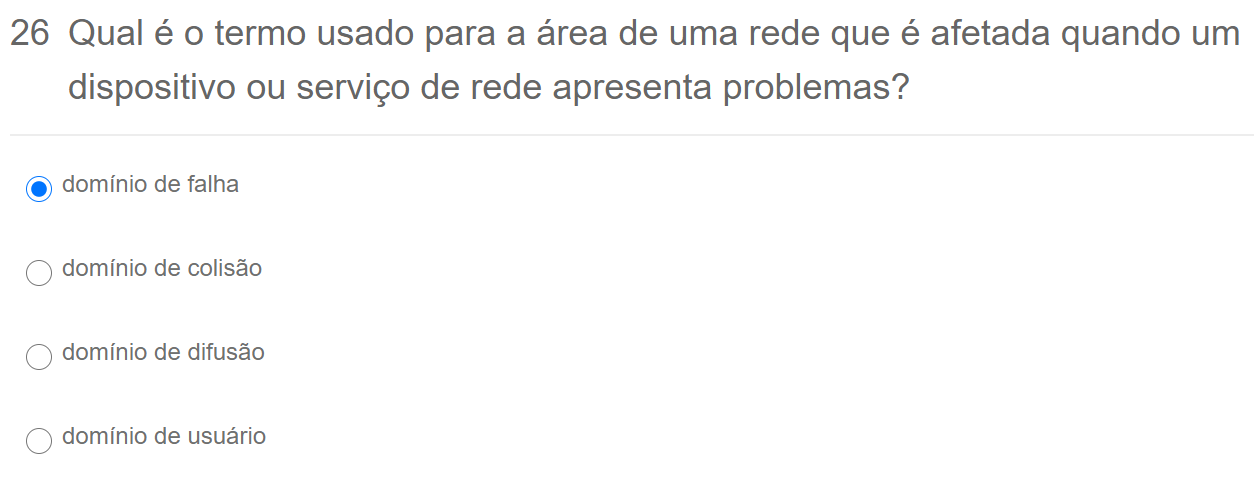 26 Qual é o termo usado para a área de uma rede que é afetada quando um
dispositivo ou serviço de rede apresenta problemas?
domínio de falha
domínio de colisão
domínio de difusão
domínio de usuário